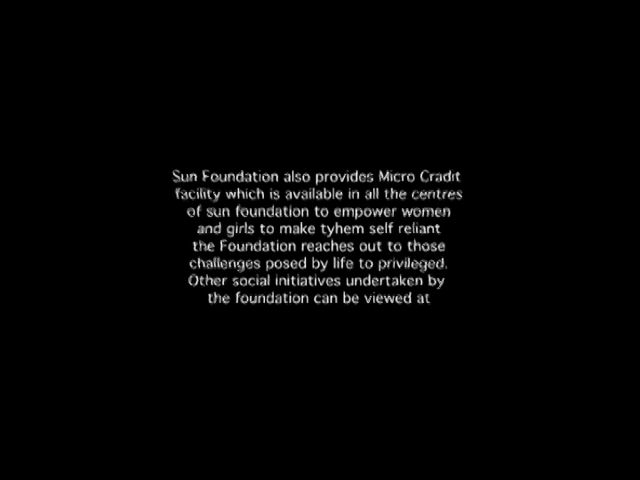 Sun Foundation also provides Micro Cradit
facility which is available in all the centres
of sun foundation to empower women
and girls to make tyhem self reliant
the Foundation reaches out to those
challenges posed by life to privileged.
Other social initiatives undertaken by
the foundation can be viewed at